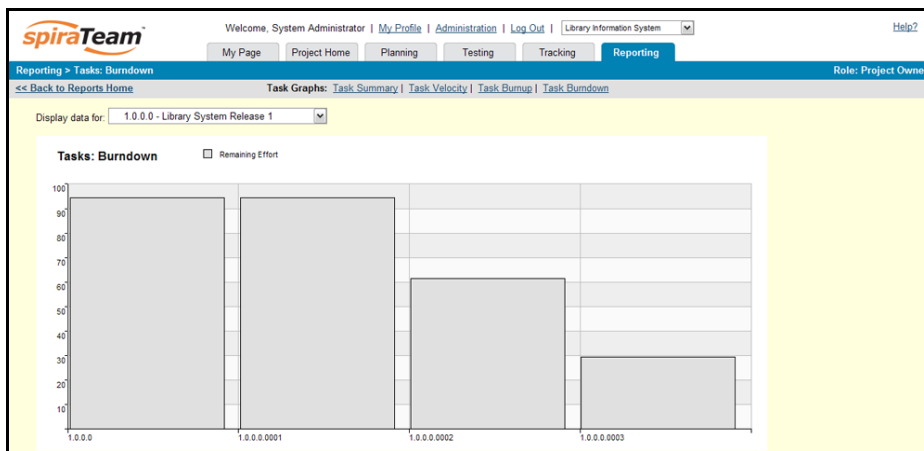 spiraTeam
Welcome, System Administrator | My Profile | Administration | Log Out | Library Information System
Help?
My Page Project Home Planning Testing Tracking Reporting
Reporting > Tasks: Burndown
Role: Project Owne
<< Back to Reports Home
Task Graphs: Task Summary | Task Velocity | Task Burnup | Task Burndown
Display data for: 1.0.0.0 - Library System Release 1
Tasks: Burndown
Remaining Effort
100
90
80
70
60
50
40
30
20
10
1.0.0.0 1.0.0.0.0001 1.0.0.0.0002 1.0.0.0.0003